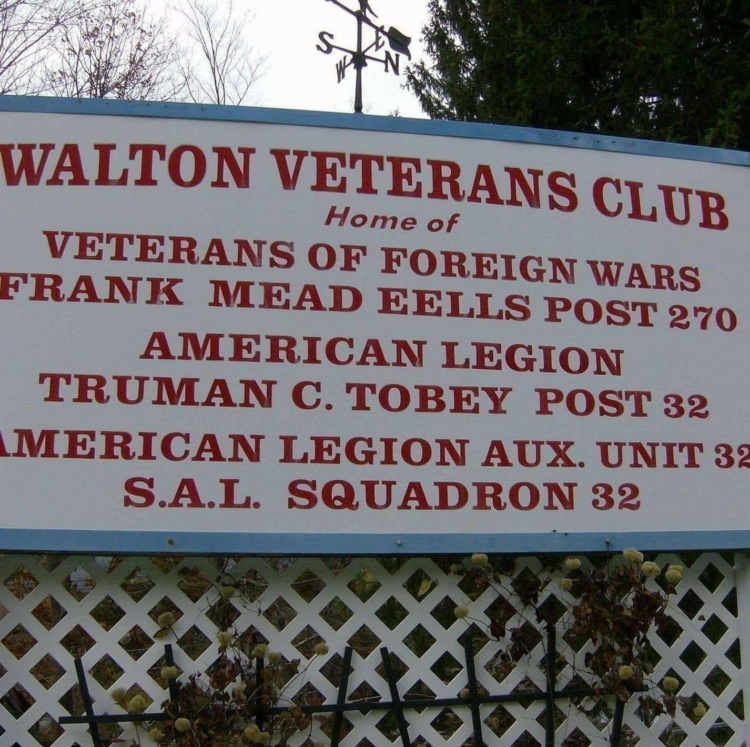 S N
W E
WALTON VETERANS CLUB
Home of
VETERANS OF FOREIGN WARS
FRANK MEAD EELLS POST 270
AMERICAN LEGION
TRUMAN C. TOBEY POST 32
AMERICAN LEGION AUX. UNIT 32
S.A.L. SQUADRON 32